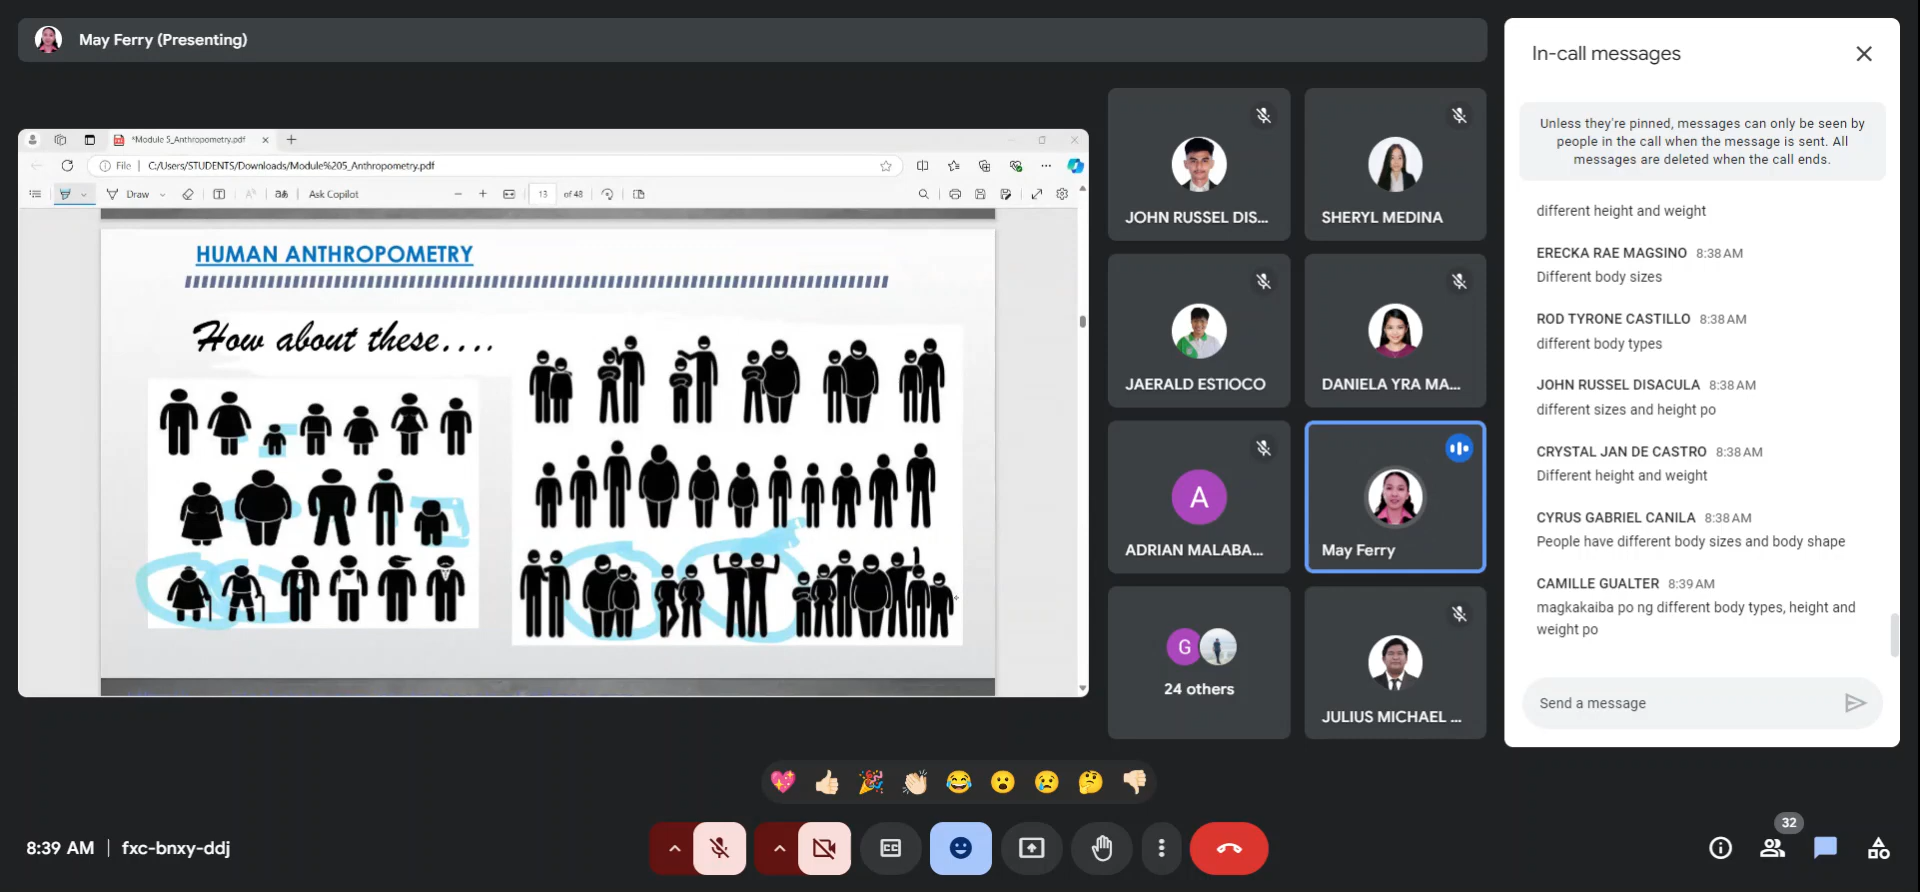 May Ferry (Presenting)
*Module 5_Anthropometry.pdf
File
C:/Users/STUDENTS/Downloads/Module%205_Anthropometry.pdf
Draw
Ask Copilot
13 of 48
HUMAN ANTHROPOMETRY
How about these....
JOHN RUSSEL DIS...
SHERYL MEDINA
JAERALD ESTIOCO
DANIELA YRA MA...
A
ADRIAN MALABA...
May Ferry
G
24 others
JULIUS MICHAEL ...
In-call messages
Unless they're pinned, messages can only be seen by
people in the call when the message is sent. All
messages are deleted when the call ends.
different height and weight
ERECKA RAE MAGSINO 8:38 AM
Different body sizes
ROD TYRONE CASTILLO 8:38 AM
different body types
JOHN RUSSEL DISACULA 8:38 AM
different sizes and height po
CRYSTAL JAN DE CASTRO 8:38 AM
Different height and weight
CYRUS GABRIEL CANILA 8:38 AM
People have different body sizes and body shape
CAMILLE GUALTER 8:39 AM
magkakaiba po ng different body types, height and
weight po
Send a message
8:39 AM | fxc-bnxy-ddj
32